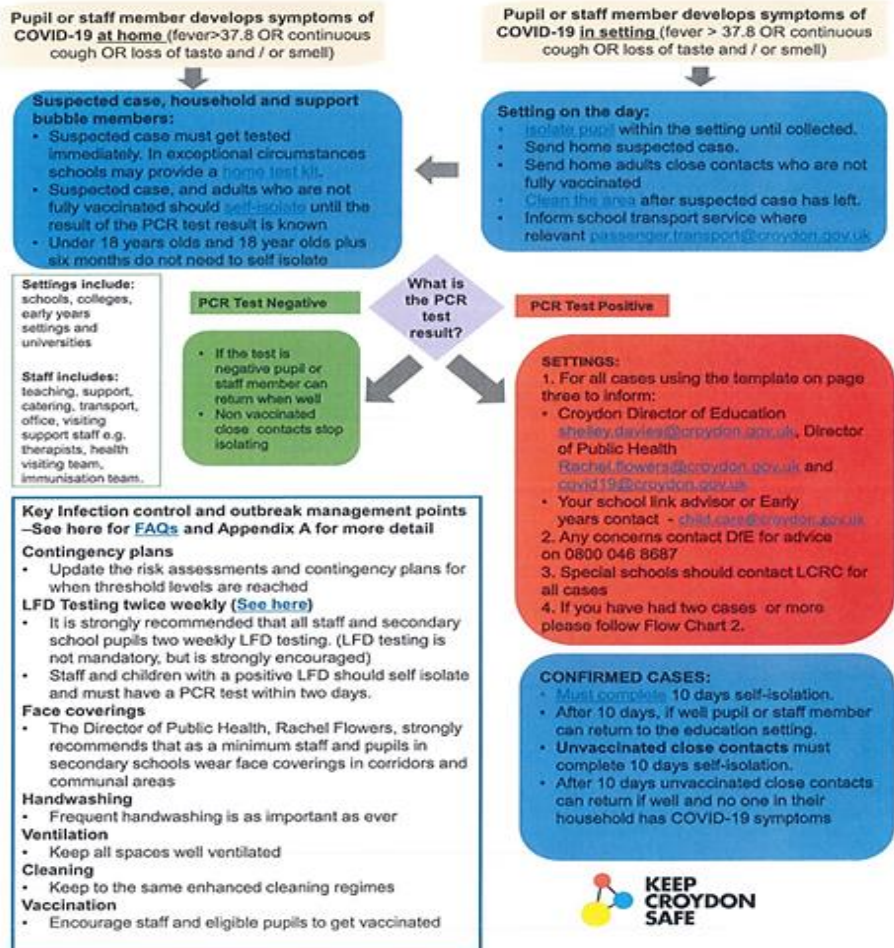 Pupil or staff member develops symptoms of
COVID-19 at home (fever>37.8 OR continuous
cough OR loss of taste and / or smell)
Pupil or staff member develops symptoms of
COVID-19 in setting (fever > 37.8 OR continuous
cough OR loss of taste and / or smell)
Suspected case, household and support
bubble members:
• Suspected case must get tested
immediately. In exceptional circumstances
schools may provide a home test kit.
• Suspected case, and adults who are not
fully vaccinated should self-isolate until the
result of the PCR test result is known
• Under 18 years olds and 18 year olds plus
six months do not need to self isolate
Setting on the day:
• Isolate pupil within the setting until collected.
• Send home suspected case.
• Send home adults close contacts who are not
fully vaccinated
• Clean the area after suspected case has left.
• Inform school transport service where
relevant passenger.transport@croydon.gov.uk
Settings include:
schools, colleges,
early years
settings and
universities
Staff includes:
teaching, support,
catering, transport,
office, visiting
support staff e.g.
therapists, health
visiting team,
immunisation team.
PCR Test Negative
What is
the PCR
test
result?
PCR Test Positive
• If the test is
negative pupil or
staff member can
return when well
• Non vaccinated
close contacts stop
isolating
SETTINGS:
1. For all cases using the template on page
three to inform:
• Croydon Director of Education
shelley.davies@croydon.gov.uk, Director
of Public Health
Rachel.flowers@croydon.gov.uk and
covid19@croydon.gov.uk
• Your school link advisor or Early
years contact - child.care@croydon.gov.uk
2. Any concerns contact DfE for advice
on 0800 046 8687
3. Special schools should contact LCRC for
all cases
4. If you have had two cases or more
please follow Flow Chart 2.
Key Infection control and outbreak management points
–See here for FAQs and Appendix A for more detail
Contingency plans
• Update the risk assessments and contingency plans for
when threshold levels are reached
LFD Testing twice weekly (See here)
• It is strongly recommended that all staff and secondary
school pupils two weekly LFD testing. (LFD testing is
not mandatory, but is strongly encouraged)
• Staff and children with a positive LFD should self isolate
and must have a PCR test within two days.
Face coverings
• The Director of Public Health, Rachel Flowers, strongly
recommends that as a minimum staff and pupils in
secondary schools wear face coverings in corridors and
communal areas
Handwashing
• Frequent handwashing is as important as ever
Ventilation
• Keep all spaces well ventilated
Cleaning
• Keep to the same enhanced cleaning regimes
Vaccination
• Encourage staff and eligible pupils to get vaccinated
CONFIRMED CASES:
• Must complete 10 days self-isolation.
• After 10 days, if well pupil or staff member
can return to the education setting.
• Unvaccinated close contacts must
complete 10 days self-isolation.
• After 10 days unvaccinated close contacts
can return if well and no one in their
household has COVID-19 symptoms
KEEP
CROYDON
SAFE